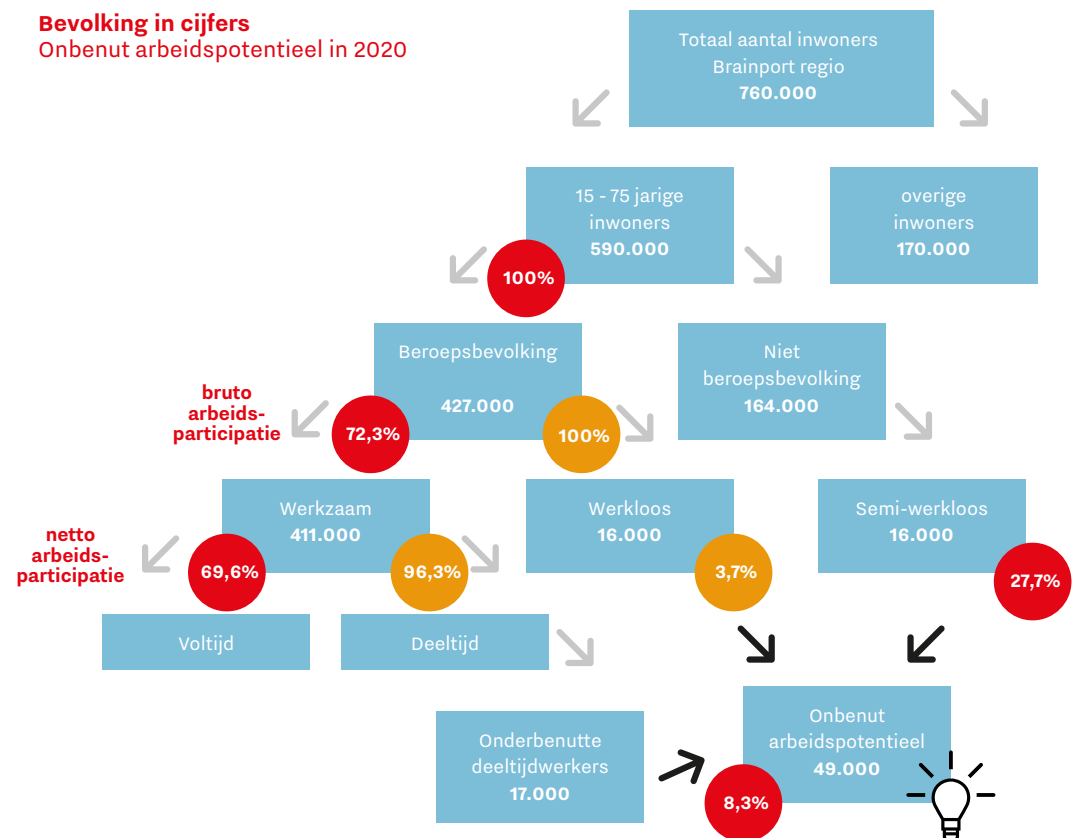 Bevolking in cijfers
Onbenut arbeidspotentieel in 2020
Totaal aantal inwoners
Brainport regio
760.000
15 - 75 jarige
inwoners
590.000
100%
overige
inwoners
170.000
Beroepsbevolking
427.000
bruto
arbeids-
participatie
72,3%
100%
Niet
beroepsbevolking
164.000
Werkzaam
411.000
netto
arbeids-
participatie
69,6%
96,3%
Werkloos
16.000
3,7%
Semi-werkloos
16.000
27,7%
Voltijd
Deeltijd
Onderbenutte
deeltijdwerkers
17.000
Onbenut
arbeidspotentieel
49.000
8,3%